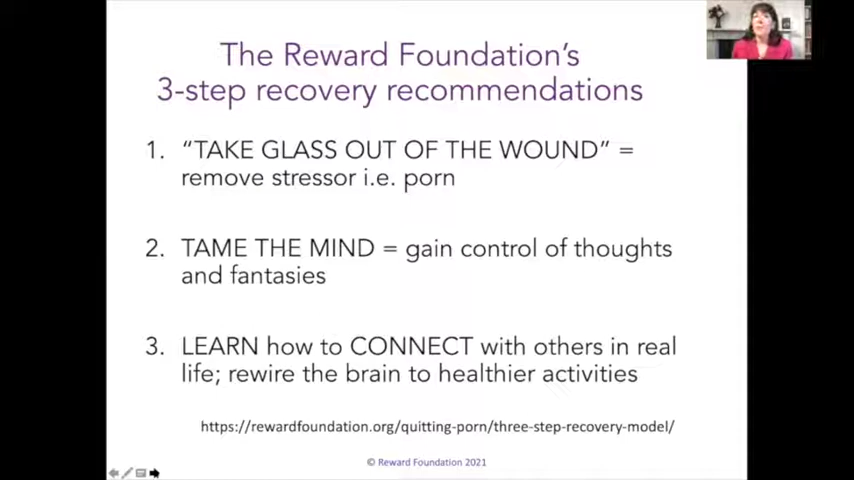 The Reward Foundation's
3-step recovery recommendations
1. "TAKE GLASS OUT OF THE WOUND" =
remove stressor i.e. porn
2. TAME THE MIND = gain control of thoughts
and fantasies
3. LEARN how to CONNECT with others in real
life; rewire the brain to healthier activities
https://rewardfoundation.org/quitting-porn/three-step-recovery-model/
© Reward Foundation 2021